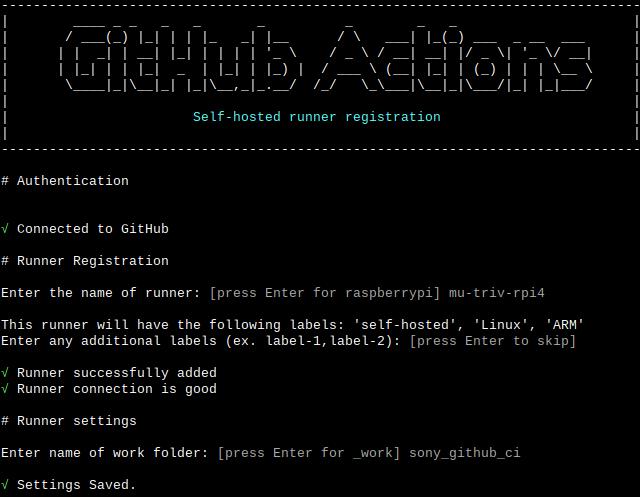 GitHub Actions
Self-hosted runner registration
# Authentication
√ Connected to GitHub
# Runner Registration
Enter the name of runner: [press Enter for raspberrypi] mu-triv-rpi4
This runner will have the following labels: 'self-hosted', 'Linux', 'ARM'
Enter any additional labels (ex. label-1,label-2): [press Enter to skip]
√ Runner successfully added
√ Runner connection is good
# Runner settings
Enter name of work folder: [press Enter for _work] sony_github_ci
√ Settings Saved.